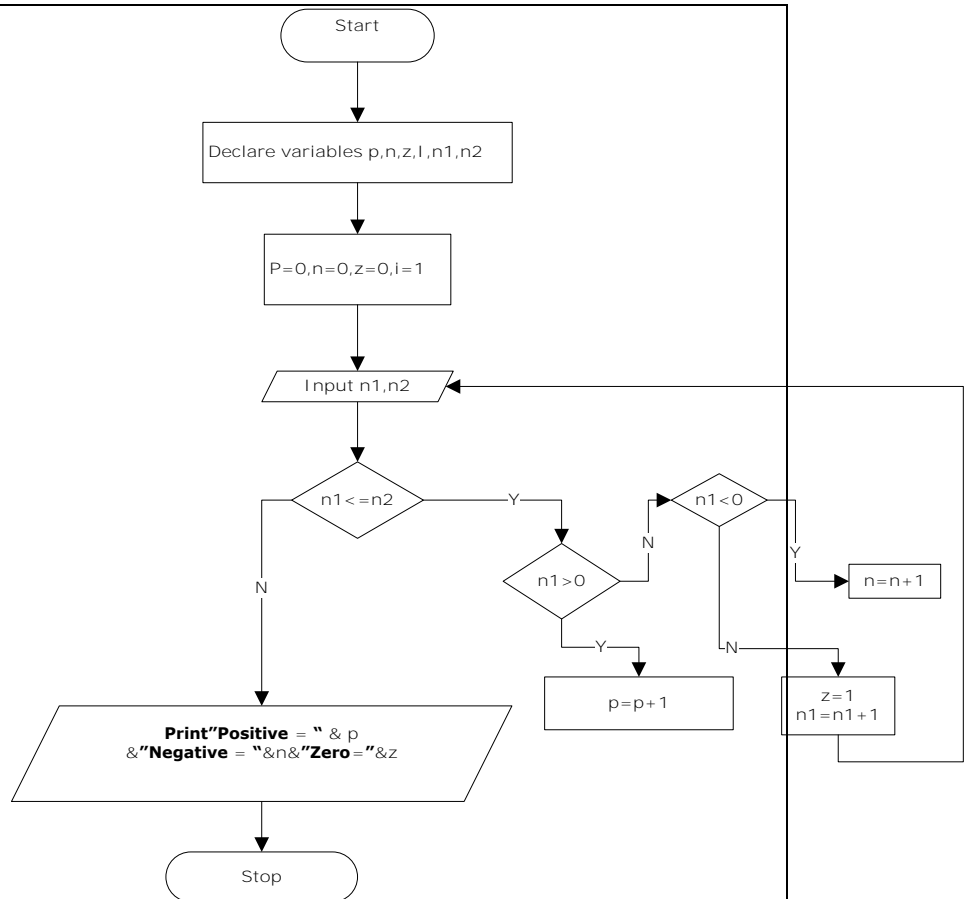 Start
Declare variables p,n,z,I,n1,n2
P=0,n=0,z=0,i=1
Input n1,n2
n1<=n2
Y
n1<0
N
Y
n1>0
n=n+1
N
Y
N
p=p+1
z=1
n1=n1+1
Print”Positive = “ & p
&”Negative = “&n&”Zero=”&z
Stop